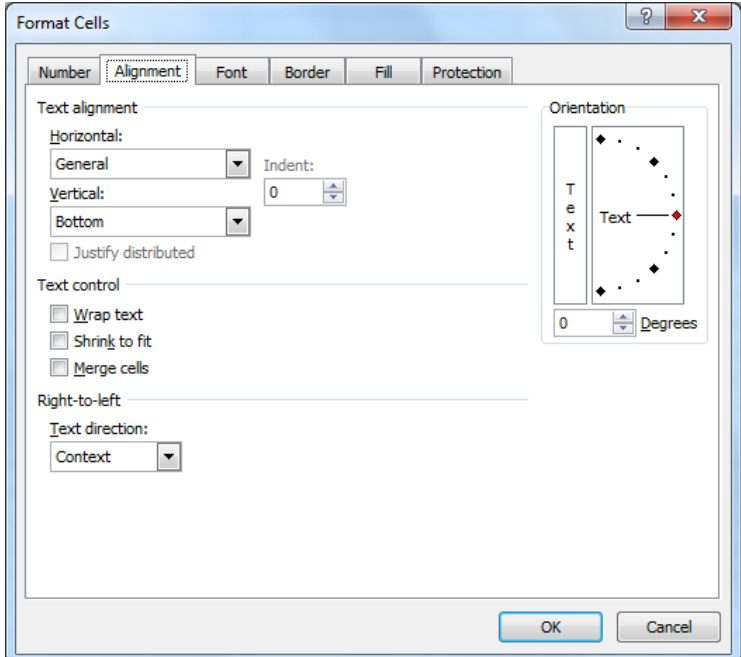 Format Cells
Number Alignment Font Border Fill Protection
Text alignment
Horizontal:
General
Indent:
0
Vertical:
Bottom
Justify distributed
Text control
Wrap text
Shrink to fit
Merge cells
Right-to-left
Text direction:
Context
Orientation
Text
Text
0 Degrees
OK Cancel